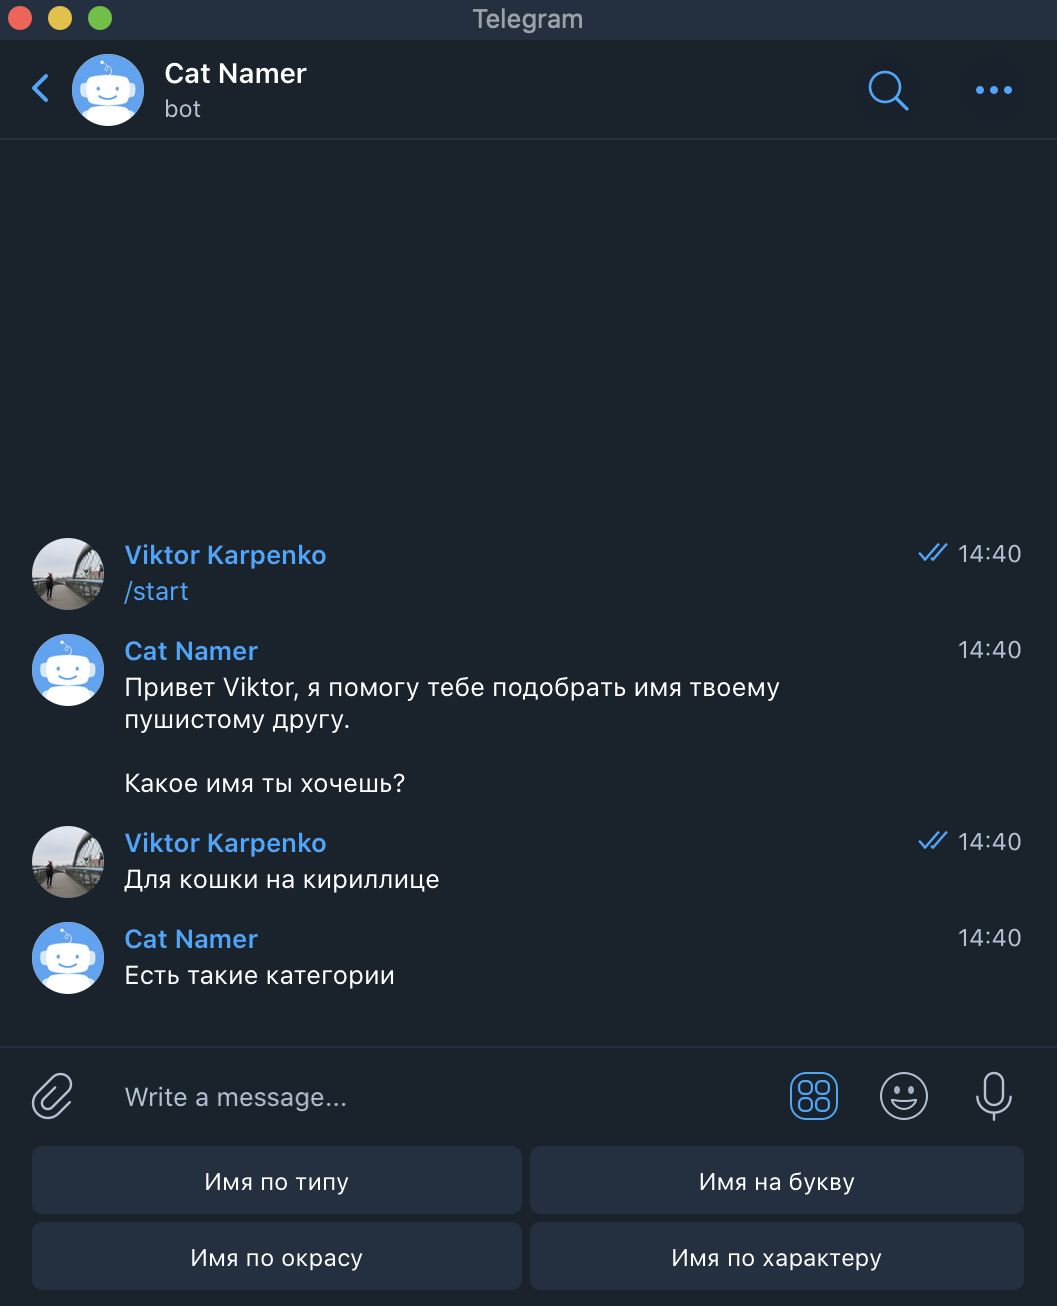 Telegram
Cat Namer
bot
Viktor Karpenko
14:40
/start
Cat Namer
14:40
Привет Viktor, я помогу тебе подобрать имя твоему
пушистому другу.
Какое имя ты хочешь?
Viktor Karpenko
14:40
Для кошки на кириллице
Cat Namer
14:40
Есть такие категории
Write a message...
Имя по типу
Имя на букву
Имя по окрасу
Имя по характеру